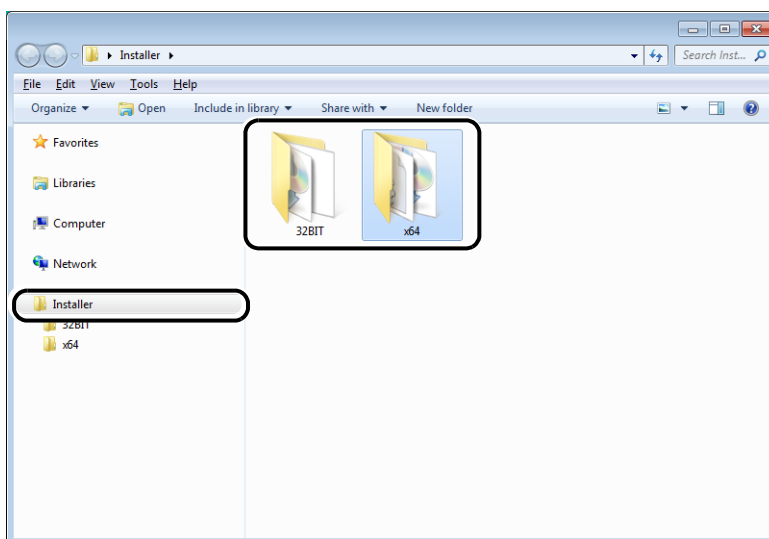 Installer
Search Inst...
File Edit View Tools Help
Organize Open Include in library Share with New folder
Favorites
Libraries
Computer
Network
Installer
32BIT
x64
32BIT
x64